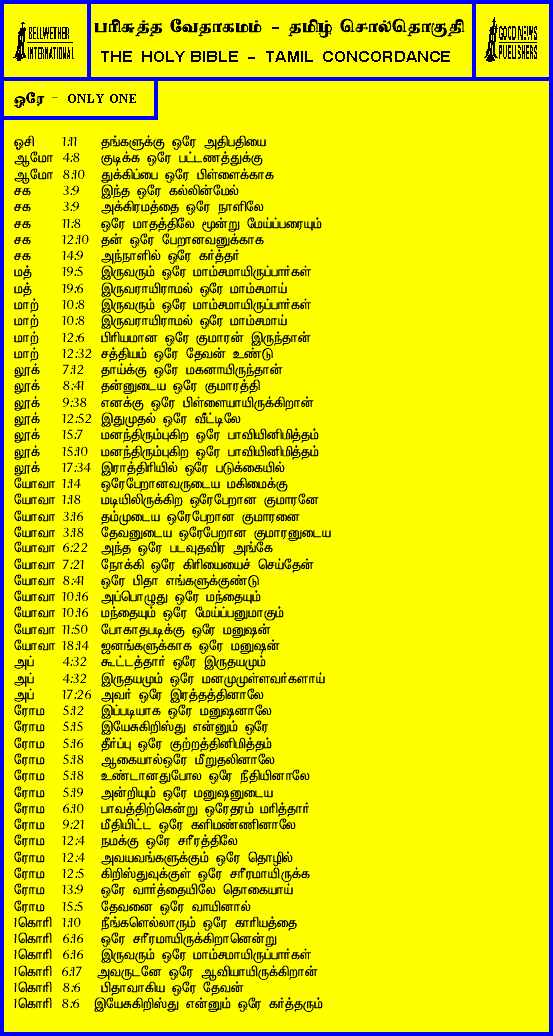 BELLWETHER
INTERNATIONAL
பரிசுத்த வேதாகமம் - தமிழ் சொல்தொகுதி
THE HOLY BIBLE - TAMIL CONCORDANCE
GOOD NEWS
PUBLISHERS
ஒரே - ONLY ONE
ஓசி 1:11 தங்களுக்கு ஒரே அதிபதியை
ஆமோ 4:8 குடிக்க ஒரே பட்டணத்துக்கு
ஆமோ 8:10 துக்கிப்பை ஒரே பிள்ளைக்காக
சக 3:9 இந்த ஒரே கல்லின்மேல்
சக 3:9 அக்கிரமத்தை ஒரே நாளிலே
சக 11:8 ஒரே மாதத்திலே மூன்று மேய்ப்பரையும்
சக 12:10 தன் ஒரே பேறானவனுக்காக
சக 14:9 அந்நாளில் ஒரே கர்த்தர்
மத் 19:5 இருவரும் ஒரே மாம்சமாயிருப்பார்கள்
மத் 19:6 இருவராயிராமல் ஒரே மாம்சமாய்
மாற் 10:8 இருவரும் ஒரே மாம்சமாயிருப்பார்கள்
மாற் 10:8 இருவராயிராமல் ஒரே மாம்சமாய்
மாற் 12:6 பிரியமான ஒரே குமாரன் இருந்தான்
மாற் 12:32 சத்தியம் ஒரே தேவன் உண்டு
லூக் 7:12 தாய்க்கு ஒரே மகனாயிருந்தான்
லூக் 8:41 தன்னுடைய ஒரே குமாரத்தி
லூக் 9:38 எனக்கு ஒரே பிள்ளையாயிருக்கிறான்
லூக் 12:52 இதுமுதல் ஒரே வீட்டிலே
லூக் 15:7 மனந்திரும்புகிற ஒரே பாவியினிமித்தம்
லூக் 15:10 மனந்திரும்புகிற ஒரே பாவியினிமித்தம்
லூக் 17:34 இராத்திரியில் ஒரே படுக்கையில்
யோவா 1:14 ஒரேபேறானவருடைய மகிமைக்கு
யோவா 1:18 மடியிலிருக்கிற ஒரேபேறான குமாரனே
யோவா 3:16 தம்முடைய ஒரேபேறான குமாரனை
யோவா 3:18 தேவனுடைய ஒரேபேறான குமாரனுடைய
யோவா 6:22 அந்த ஒரே படவுதவிர அங்கே
யோவா 7:21 நோக்கி ஒரே கிரியையைச் செய்தேன்
யோவா 8:41 ஒரே பிதா எங்களுக்குண்டு
யோவா 10:16 அப்பொழுது ஒரே மந்தையும்
யோவா 10:16 மந்தையும் ஒரே மேய்ப்பனுமாகும்
யோவா 11:50 போகாதபடிக்கு ஒரே மனுஷன்
யோவா 18:14 ஜனங்களுக்காக ஒரே மனுஷன்
அப் 4:32 கூட்டத்தார் ஒரே இருதயமும்
அப் 4:32 இருதயமும் ஒரே மனமுமுள்ளவர்களாய்
அப் 17:26 அவர் ஒரே இரத்தத்தினாலே
ரோம 5:12 இப்படியாக ஒரே மனுஷனாலே
ரோம 5:15 இயேசுகிறிஸ்து என்னும் ஒரே
ரோம 5:16 தீர்ப்பு ஒரே குற்றத்தினிமித்தம்
ரோம 5:18 ஆகையால்ஒரே மீறுதலினாலே
ரோம 5:18 உண்டானதுபோல ஒரே நீதியினாலே
ரோம 5:19 அன்றியும் ஒரே மனுஷனுடைய
ரோம 6:10 பாவத்திற்கென்று ஒரேதரம் மரித்தார்
ரோம 9:21 மீதியிட்ட ஒரே களிமண்ணினாலே
ரோம 12:4 நமக்கு ஒரே சரீரத்திலே
ரோம 12:4 அவயவங்களுக்கும் ஒரே தொழில்
ரோம 12:5 கிறிஸ்துவுக்குள் ஒரே சரீரமாயிருக்க
ரோம 13:9 ஒரே வார்த்தையிலே தொகையாய்
ரோம 15:5 தேவனை ஒரே வாயினால்
1கொரி 1:10 நீங்களெல்லாரும் ஒரே காரியத்தை
1கொரி 6:16 ஒரே சரீரமாயிருக்கிறானென்று
1கொரி 6:16 இருவரும் ஒரே மாம்சமாயிருப்பார்கள்
1கொரி 6:17 அவருடனே ஒரே ஆவியாயிருக்கிறான்
1கொரி 8:6 பிதாவாகிய ஒரே தேவன்
1கொரி 8:6 இயேசுகிறிஸ்து என்னும் ஒரே கர்த்தரும்